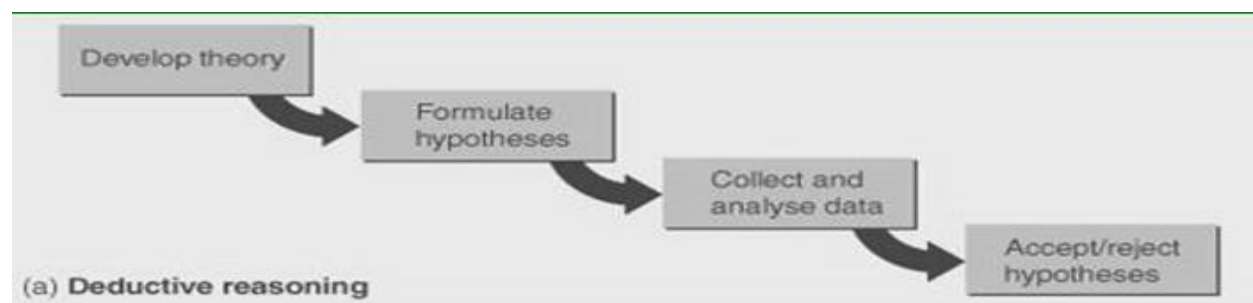 Develop theory
Formulate
hypotheses
Collect and
analyse data
Accept/reject
hypotheses
(a) Deductive reasoning